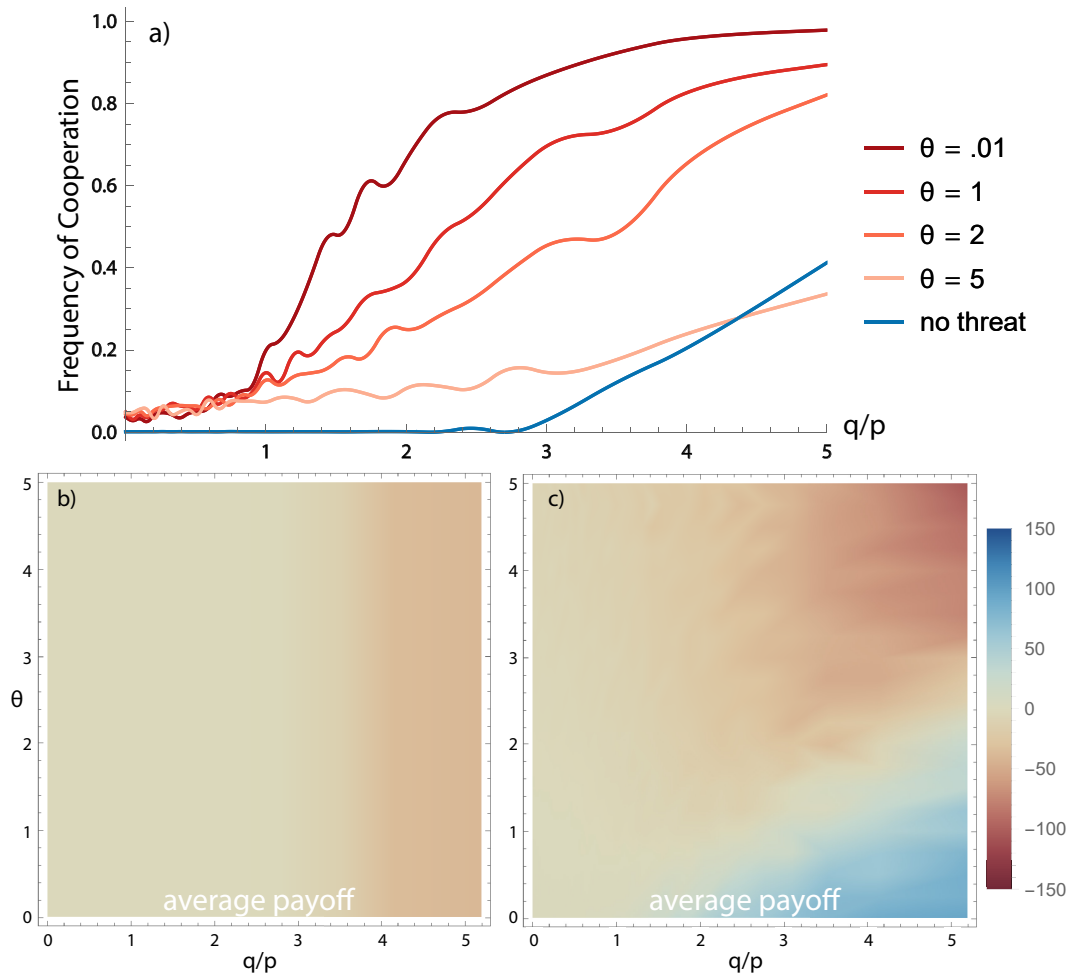 a)
Frequency of Cooperation
1.0
0.8
0.6
0.4
0.2
0.0
1 2 3 4 5
q/p
θ = .01
θ = 1
θ = 2
θ = 5
no threat
b)
θ
5
4
3
2
1
0
average payoff
0 1 2 3 4 5
q/p
c)
5
4
3
2
1
0
average payoff
0 1 2 3 4 5
q/p
150
100
50
0
−50
−100
−150